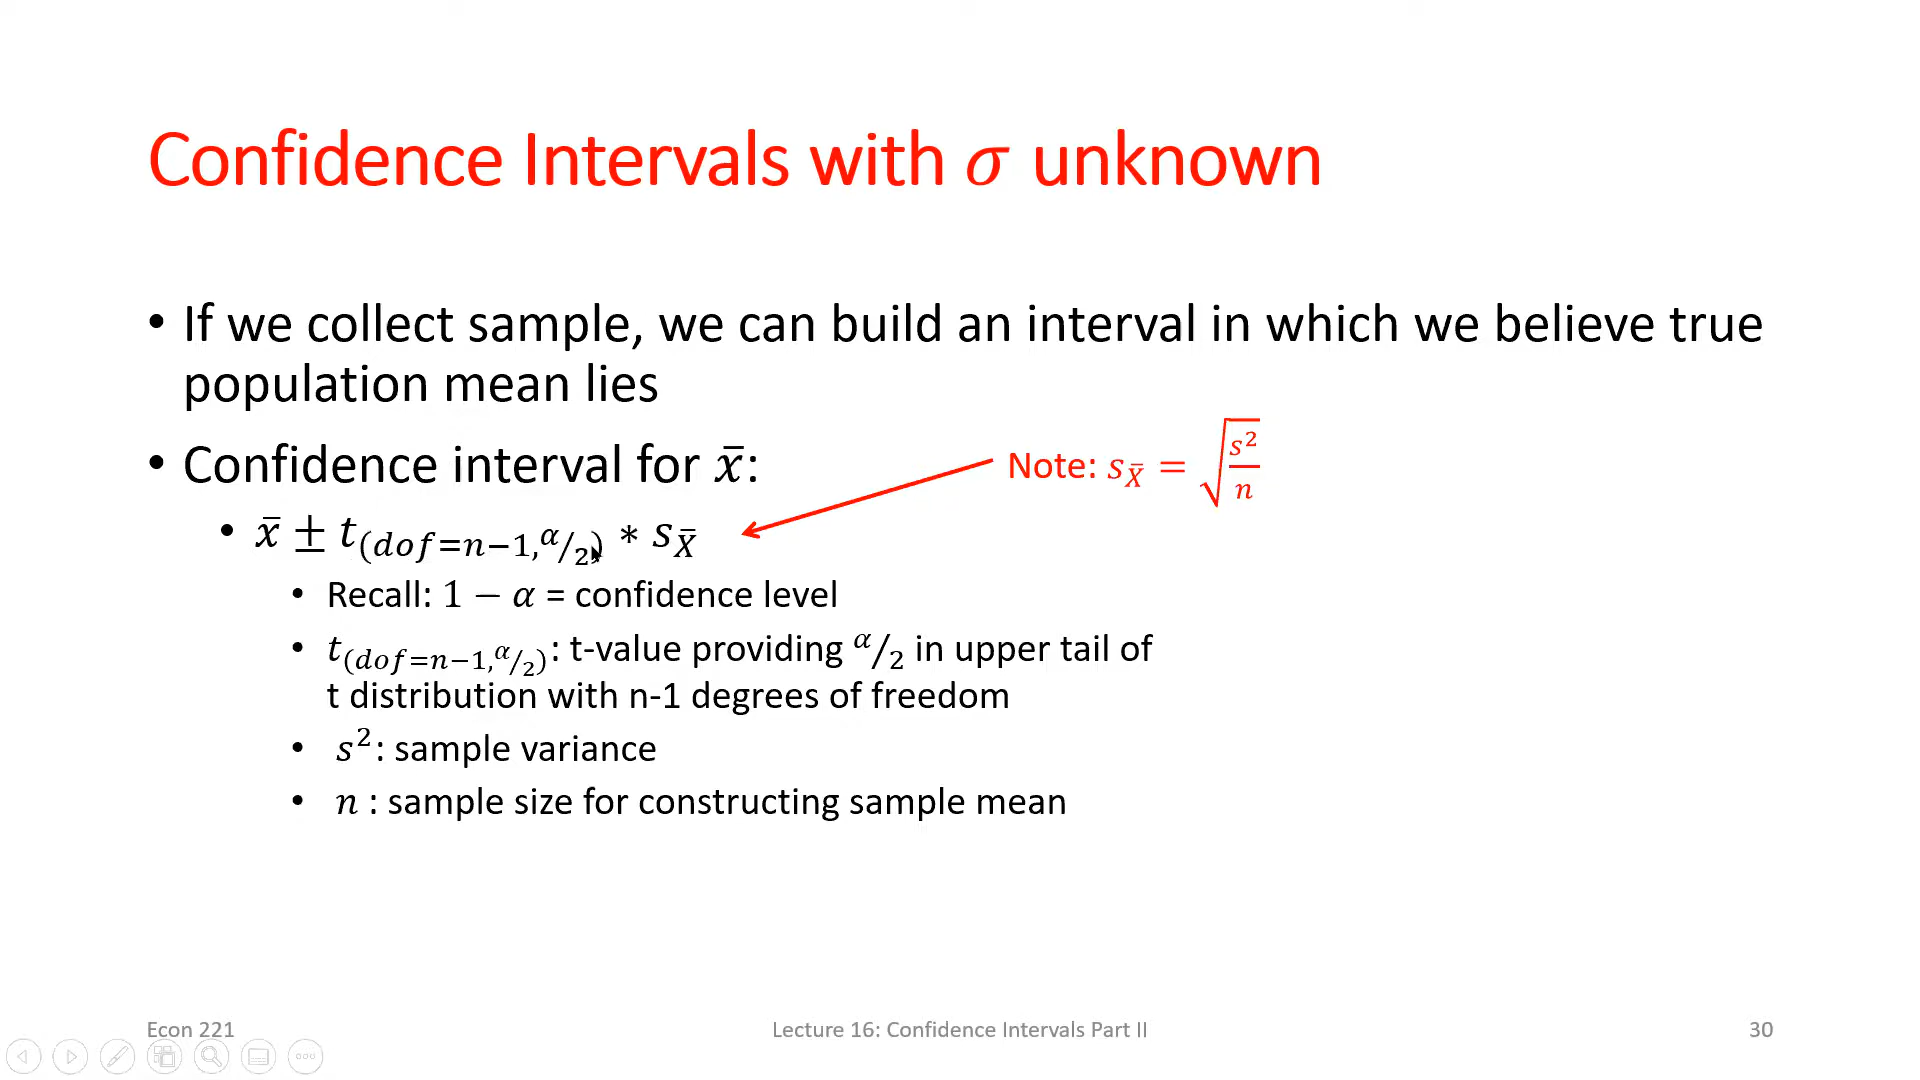 Confidence Intervals with σ unknown
• If we collect sample, we can build an interval in which we believe true
population mean lies
• Confidence interval for x̄:
Note: s_X̄ = √(s²/n)
• x̄ ± t_(dof=n−1,α/2) * s_X̄
• Recall: 1 − α = confidence level
• t_(dof=n−1,α/2): t-value providing α/2 in upper tail of
t distribution with n-1 degrees of freedom
• s²: sample variance
• n : sample size for constructing sample mean
Econ 221
Lecture 16: Confidence Intervals Part II
30